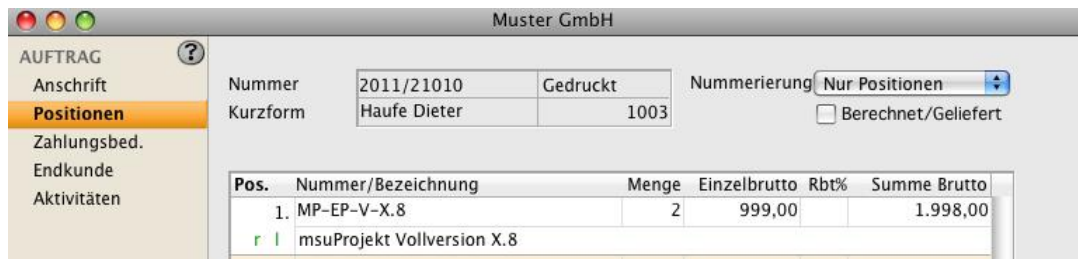 Muster GmbH
AUFTRAG ?
Anschrift
Positionen
Zahlungsbed.
Endkunde
Aktivitäten
Nummer 2011/21010 Gedruckt Nummerierung Nur Positionen
Kurzform Haufe Dieter 1003 Berechnet/Geliefert
Pos. Nummer/Bezeichnung Menge Einzelbrutto Rbt% Summe Brutto
1. MP-EP-V-X.8 2 999,00 1.998,00
r l msuProjekt Vollversion X.8